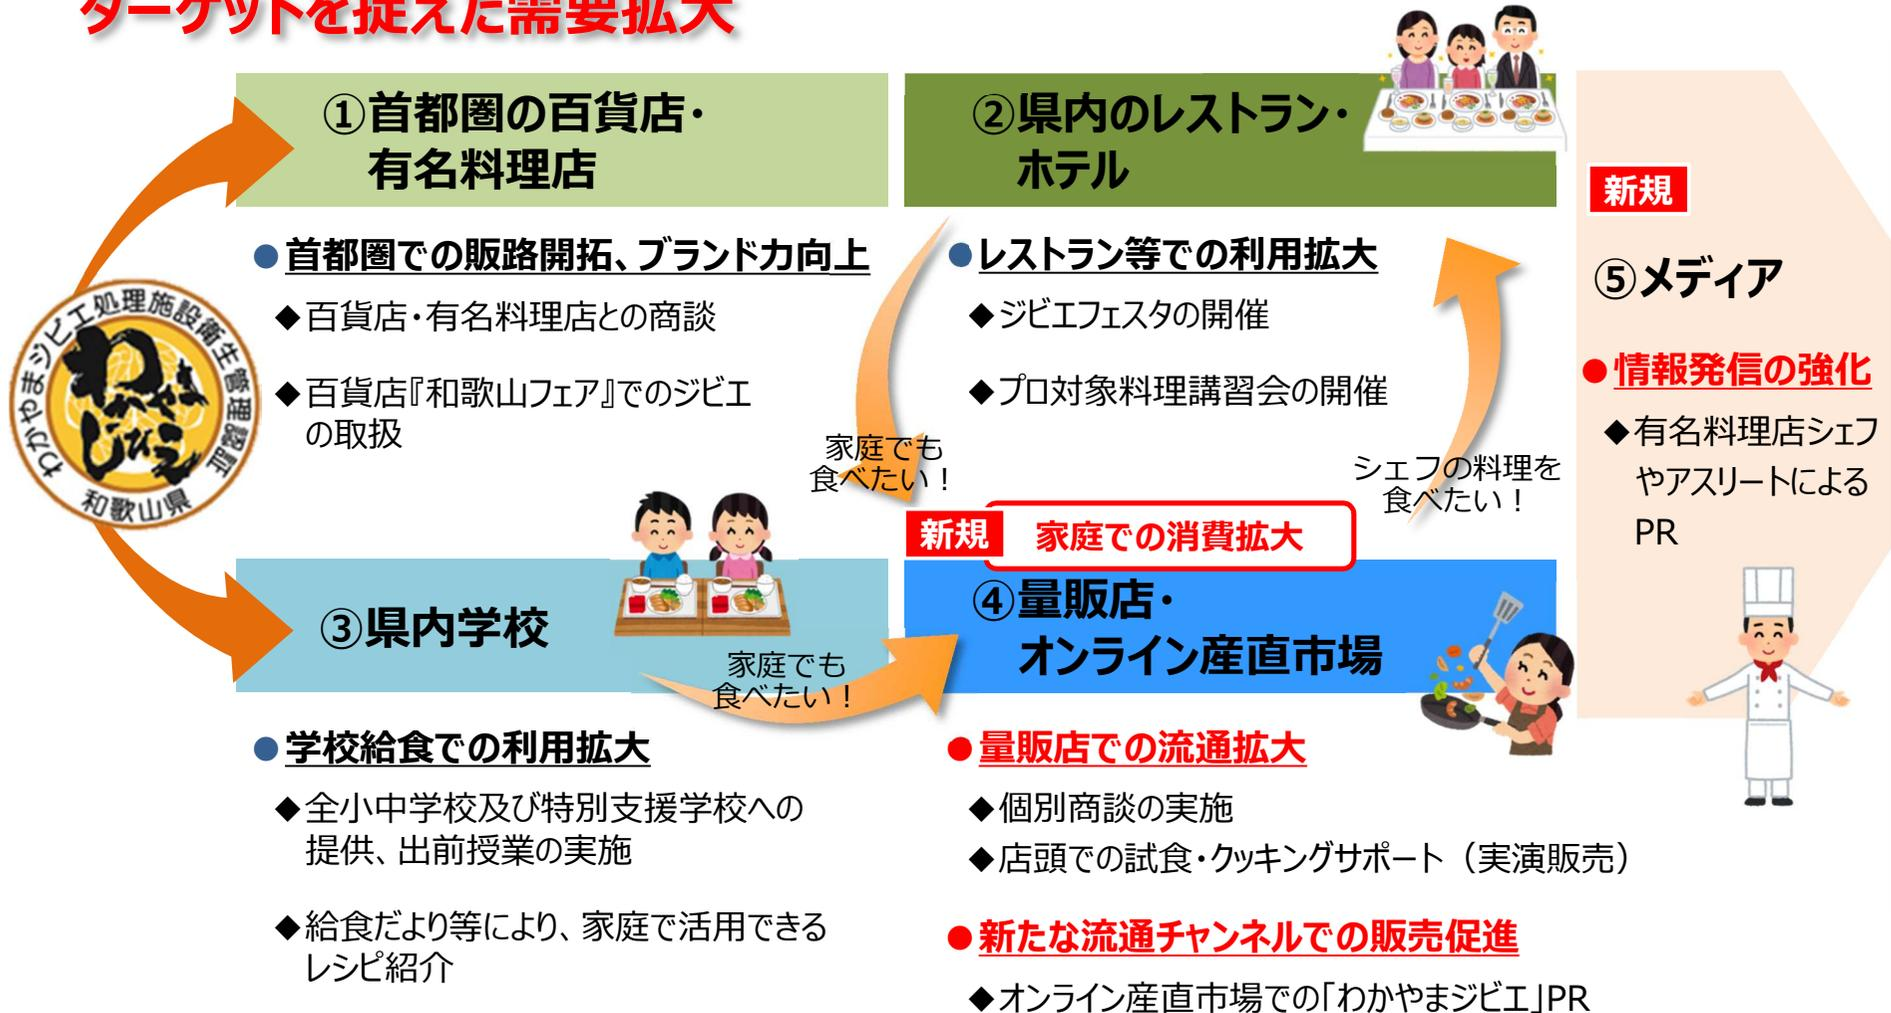 ターゲットを捉えた需要拡大
①首都圏の百貨店・
有名料理店
●首都圏での販路開拓、ブランド力向上
◆百貨店・有名料理店との商談
◆百貨店『和歌山フェア』でのジビエ
の取扱
②県内のレストラン・
ホテル
●レストラン等での利用拡大
◆ジビエフェスタの開催
◆プロ対象料理講習会の開催
家庭でも
食べたい!
シェフの料理を
食べたい!
わかやまジビエ処理施設衛生管理認証
わかやま
じびえ
和歌山県
③県内学校
家庭でも
食べたい!
●学校給食での利用拡大
◆全小中学校及び特別支援学校への
提供、出前授業の実施
◆給食だより等により、家庭で活用できる
レシピ紹介
新規 家庭での消費拡大
④量販店・
オンライン産直市場
●量販店での流通拡大
◆個別商談の実施
◆店頭での試食・クッキングサポート(実演販売)
●新たな流通チャンネルでの販売促進
◆オンライン産直市場での「わかやまジビエ」PR
新規
⑤メディア
●情報発信の強化
◆有名料理店シェフ
やアスリートによる
PR